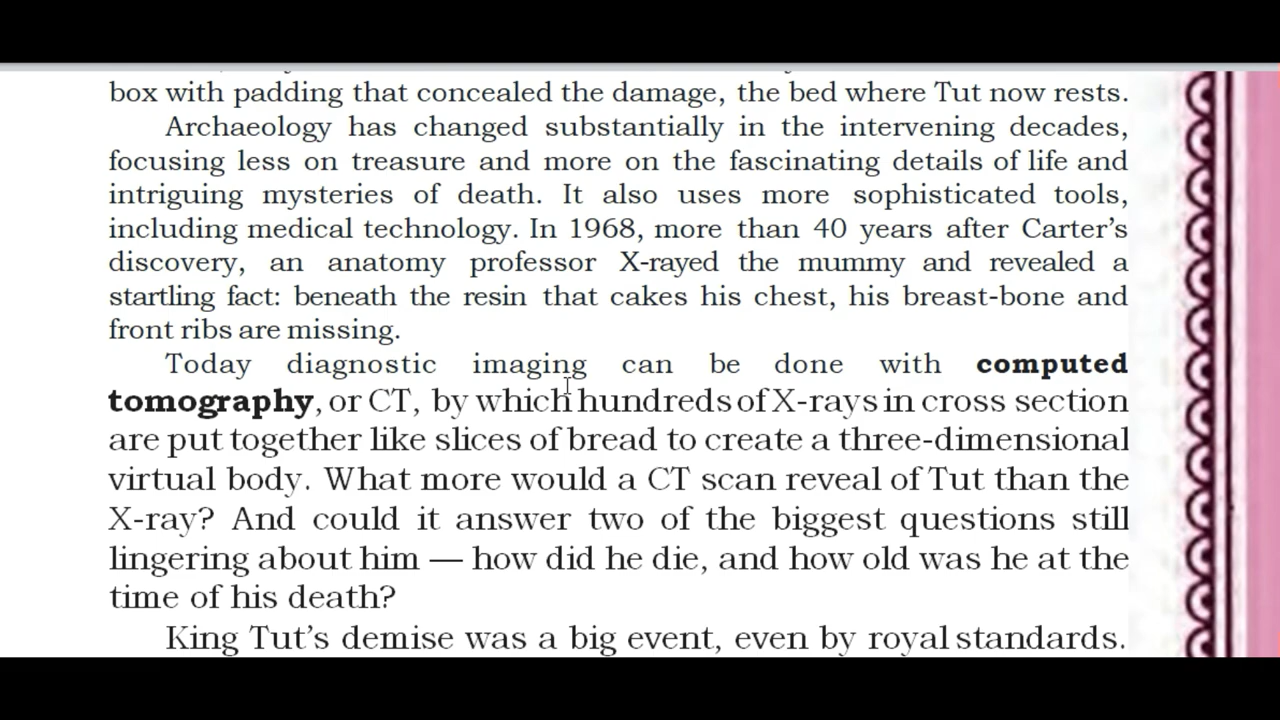 box with padding that concealed the damage, the bed where Tut now rests.
Archaeology has changed substantially in the intervening decades,
focusing less on treasure and more on the fascinating details of life and
intriguing mysteries of death. It also uses more sophisticated tools,
including medical technology. In 1968, more than 40 years after Carter's
discovery, an anatomy professor X-rayed the mummy and revealed a
startling fact: beneath the resin that cakes his chest, his breast-bone and
front ribs are missing.
Today diagnostic imaging can be done with computed
tomography, or CT, by which hundreds of X-rays in cross section
are put together like slices of bread to create a three-dimensional
virtual body. What more would a CT scan reveal of Tut than the
X-ray? And could it answer two of the biggest questions still
lingering about him — how did he die, and how old was he at the
time of his death?
King Tut's demise was a big event, even by royal standards.